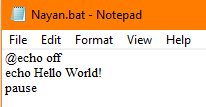 Nayan.bat - Notepad
File Edit Format View Help
@echo off
echo Hello World!
pause